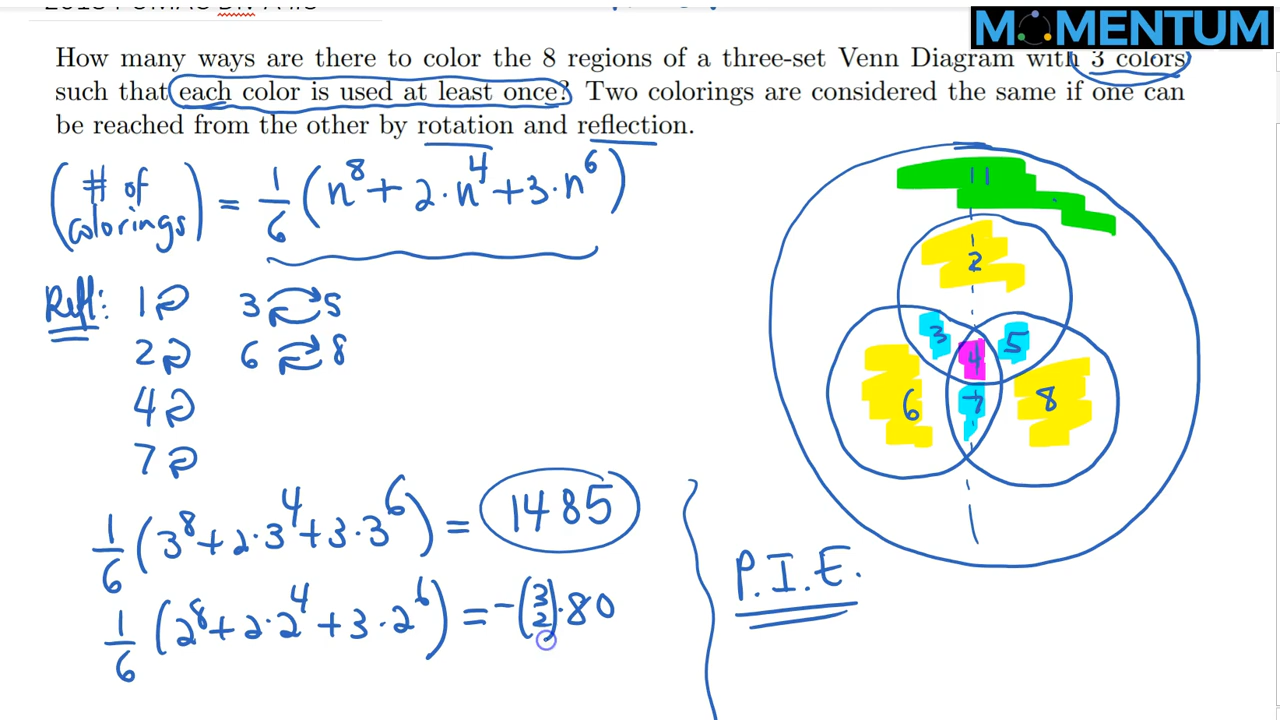 MOMENTUM
How many ways are there to color the 8 regions of a three-set Venn Diagram with 3 colors
such that each color is used at least once? Two colorings are considered the same if one can
be reached from the other by rotation and reflection.
(# of colorings) = 1/6 (n^8 + 2·n^4 + 3·n^6)
Refl: 1 3 5
2 6 8
4
7
1/6 (3^8 + 2·3^4 + 3·3^6) = 1485
1/6 (2^8 + 2·2^4 + 3·2^6) = -(3 2)·80
P.I.E.
1
2
3 4 5
6 7 8